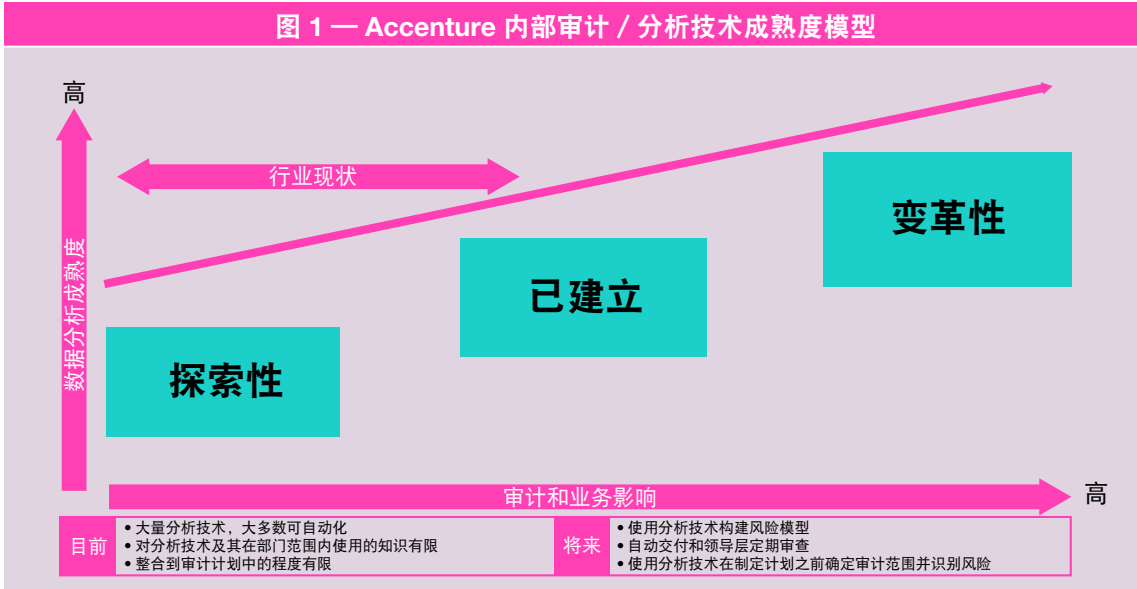 图 1 — Accenture 内部审计 / 分析技术成熟度模型
高
数据分析成熟度
行业现状
变革性
已建立
探索性
审计和业务影响
高
目前
• 大量分析技术，大多数可自动化
• 对分析技术及其在部门范围内使用的知识有限
• 整合到审计计划中的程度有限
将来
• 使用分析技术构建风险模型
• 自动交付和领导层定期审查
• 使用分析技术在制定计划之前确定审计范围并识别风险